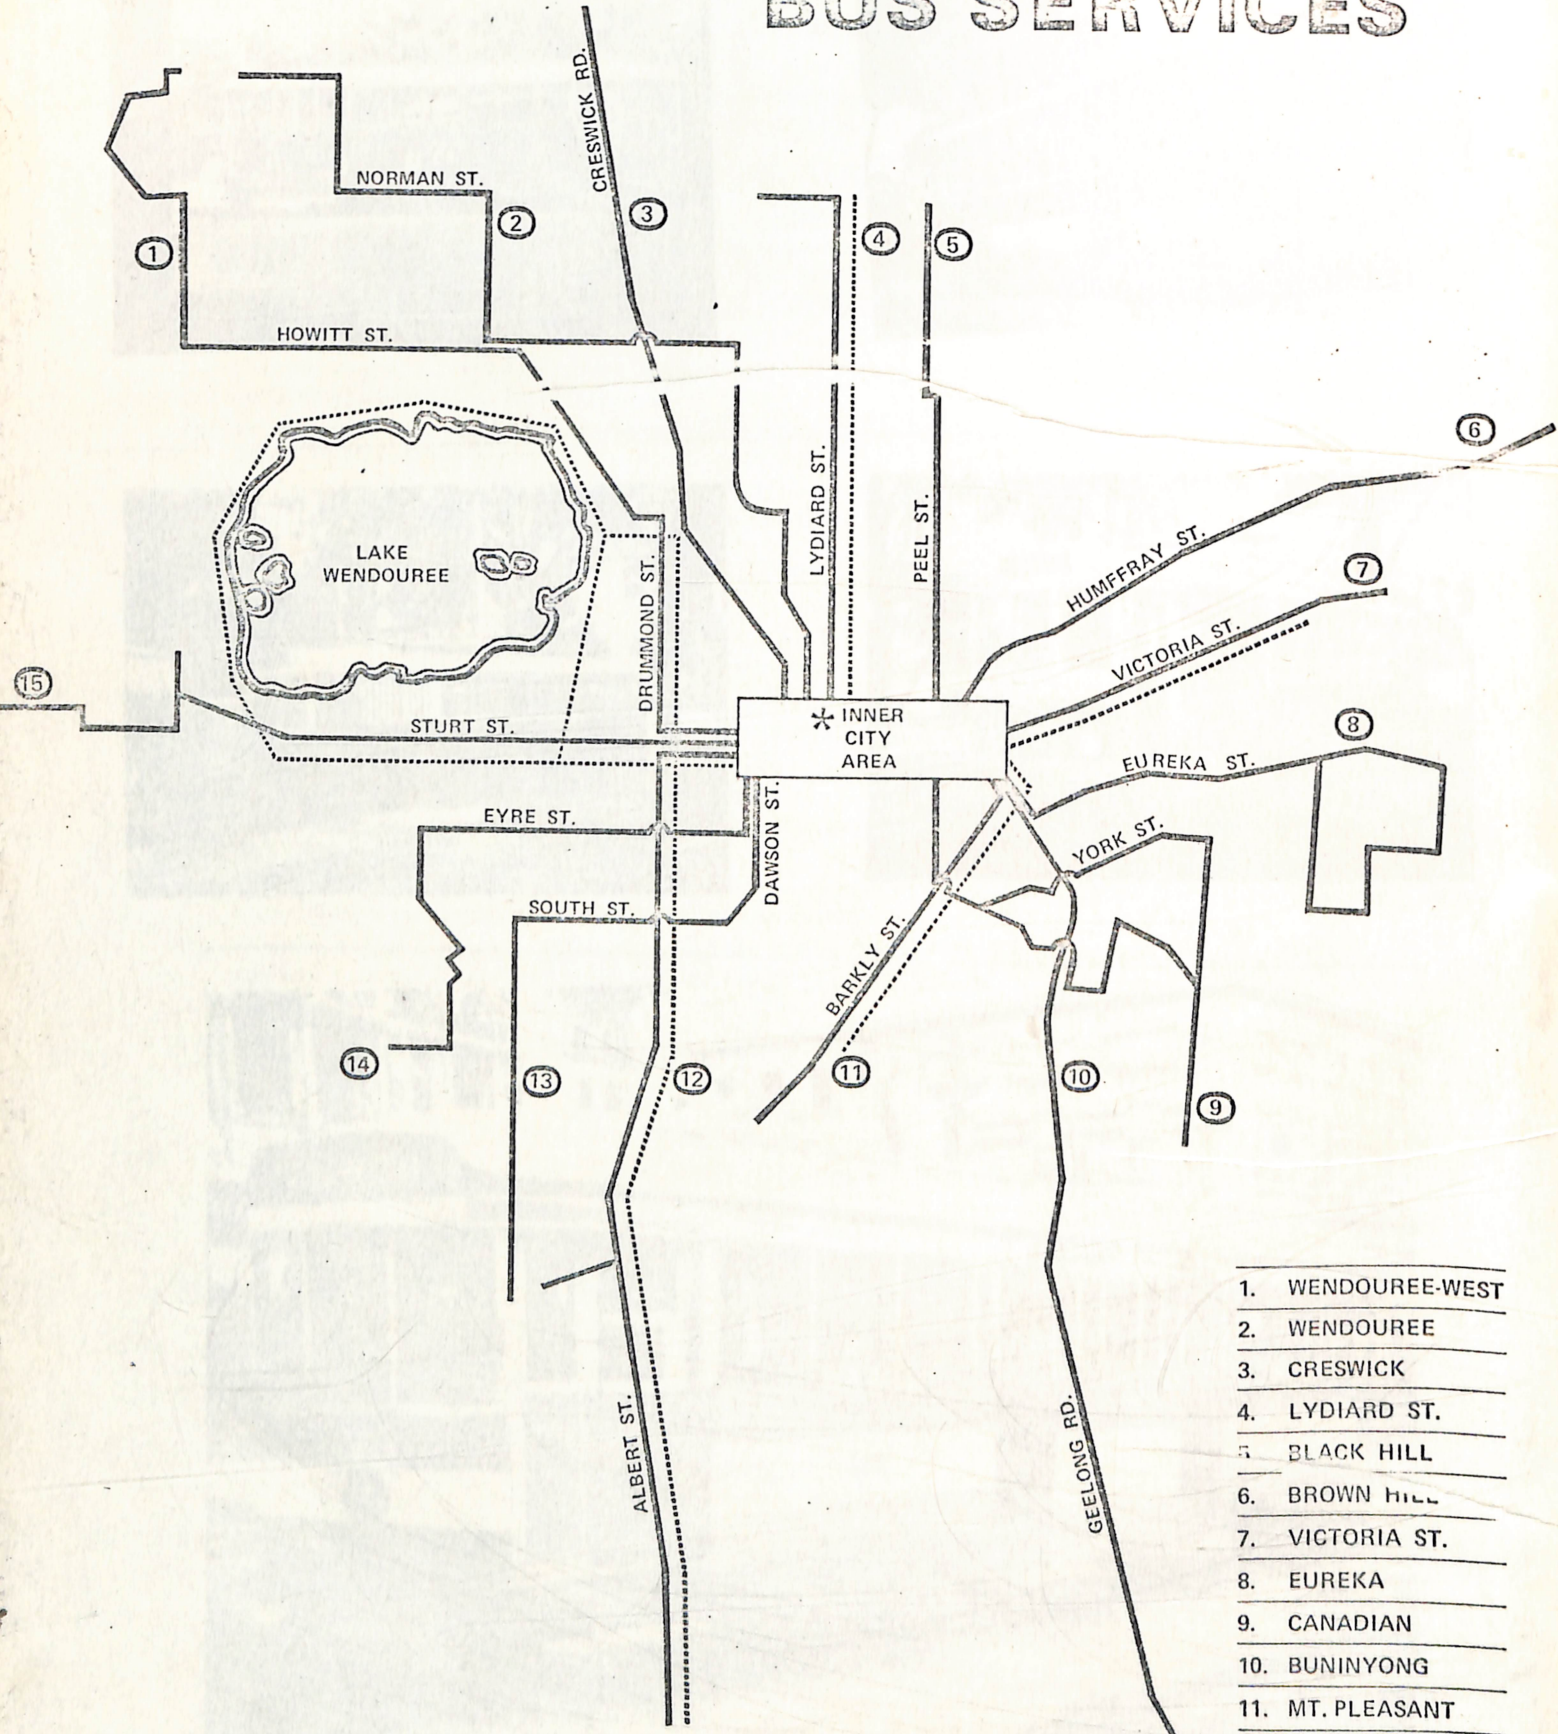 BUS SERVICES
CRESWICK RD.
NORMAN ST.
1
2
3
4
5
HOWITT ST.
6
LYDIARD ST.
PEEL ST.
LAKE
WENDOUREE
HUMFFRAY ST.
7
DRUMMOND ST.
VICTORIA ST.
15
STURT ST.
* INNER
CITY
AREA
8
EUREKA ST.
EYRE ST.
DAWSON ST.
YORK ST.
SOUTH ST.
BARKLY ST.
14
13
12
11
10
9
ALBERT ST.
GEELONG RD.
1. WENDOUREE-WEST
2. WENDOUREE
3. CRESWICK
4. LYDIARD ST.
5 BLACK HILL
6. BROWN HILL
7. VICTORIA ST.
8. EUREKA
9. CANADIAN
10. BUNINYONG
11. MT. PLEASANT